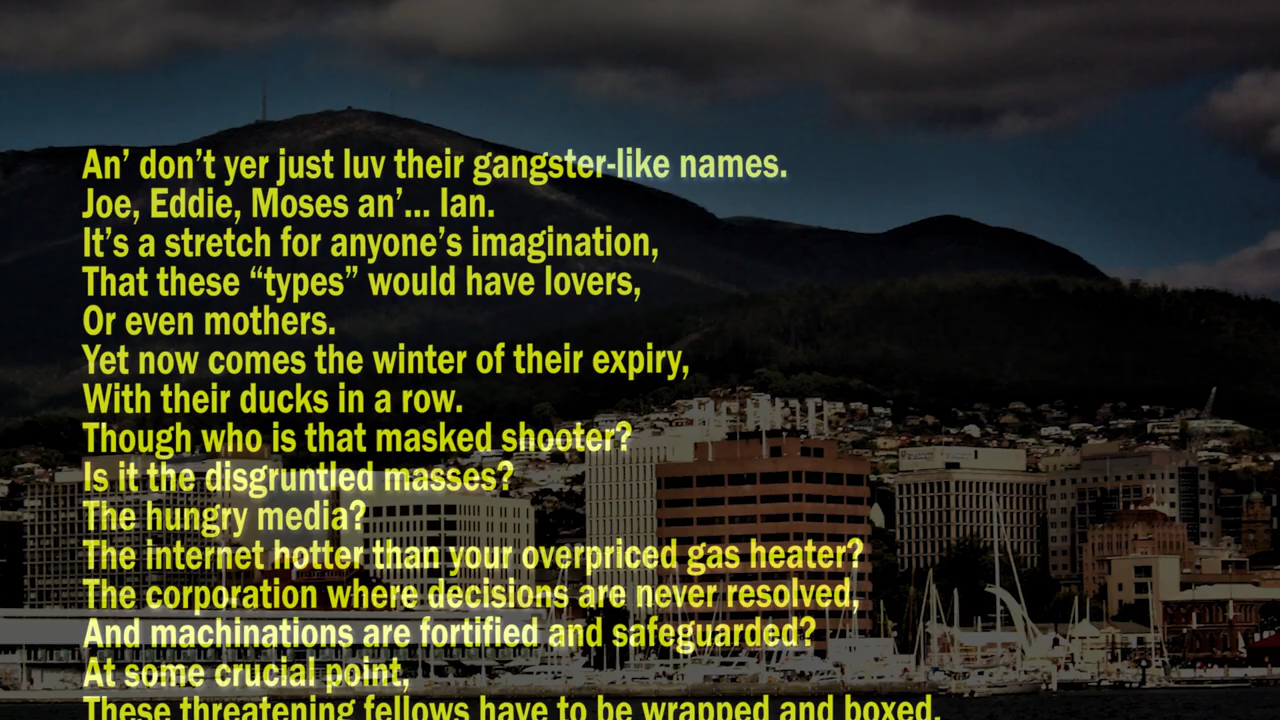 An’ don’t yer just luv their gangster-like names.
Joe, Eddie, Moses an’... Ian.
It’s a stretch for anyone’s imagination,
That these “types” would have lovers,
Or even mothers.
Yet now comes the winter of their expiry,
With their ducks in a row.
Though who is that masked shooter?
Is it the disgruntled masses?
The hungry media?
The internet hotter than your overpriced gas heater?
The corporation where decisions are never resolved,
And machinations are fortified and safeguarded?
At some crucial point,
These threatening fellows have to be wrapped and boxed.